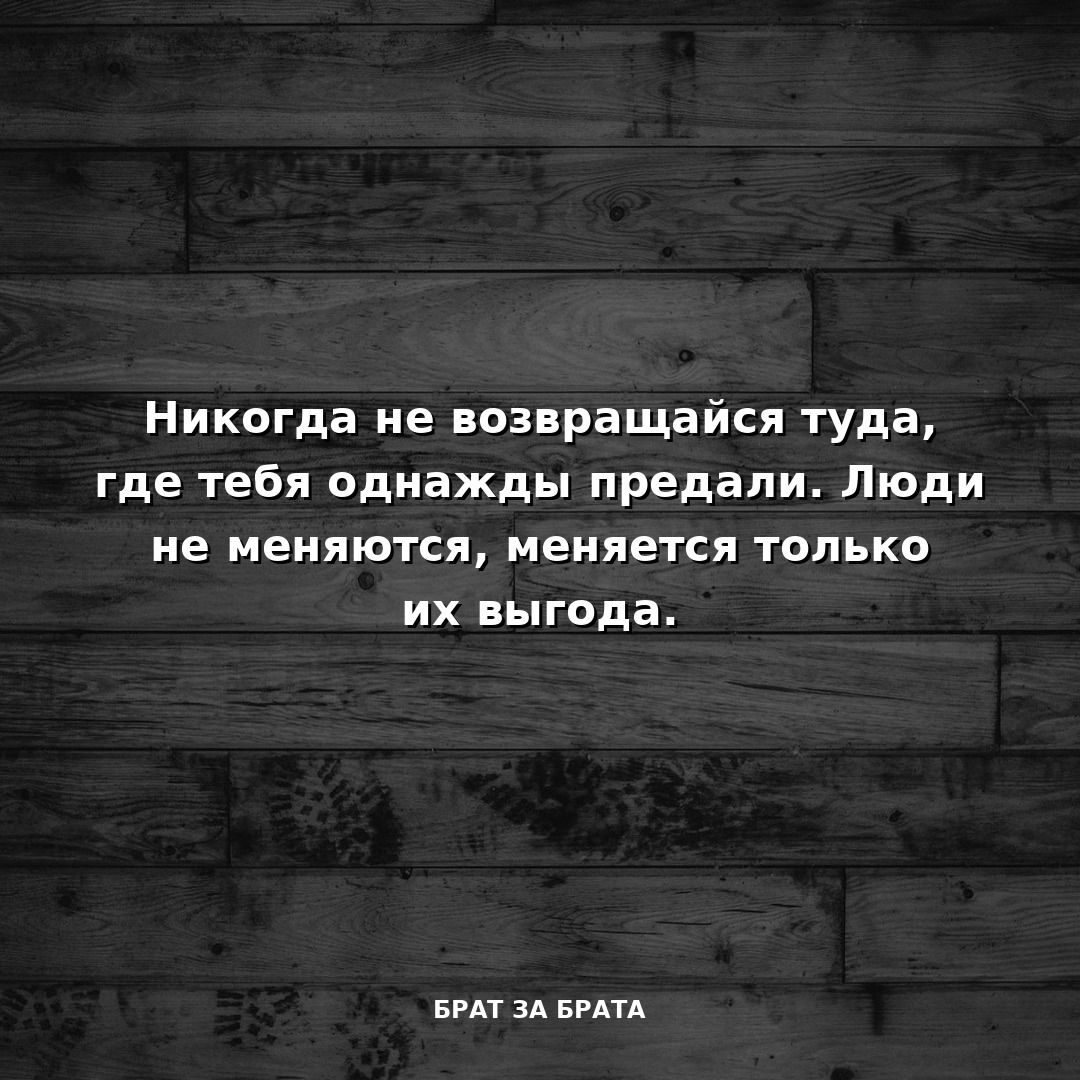 Никогда не возвращайся туда,
где тебя однажды предали. Люди
не меняются, меняется только
их выгода.
БРАТ ЗА БРАТА